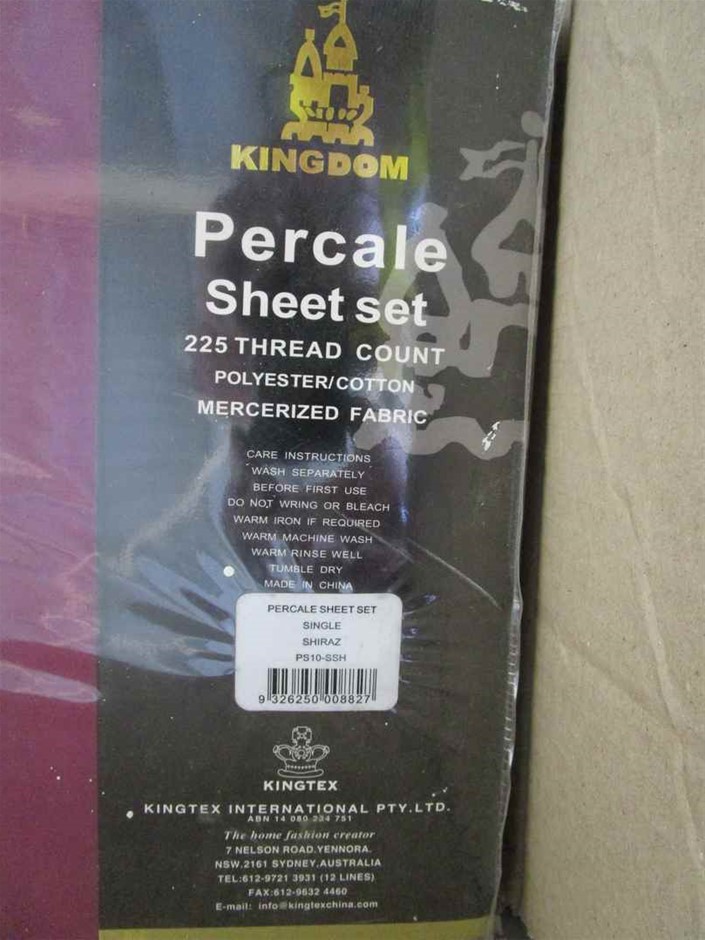 KINGDOM
Percale
Sheet set
225 THREAD COUNT
POLYESTER/COTTON
MERCERIZED FABRIC
CARE INSTRUCTIONS
WASH SEPARATELY
BEFORE FIRST USE
DO NOT WRING OR BLEACH
WARM IRON IF REQUIRED
WARM MACHINE WASH
WARM RINSE WELL
TUMBLE DRY
MADE IN CHINA
PERCALE SHEET SET
SINGLE
SHIRAZ
PS10-SSH
9 326250 008827
KINGTEX
KINGTEX INTERNATIONAL PTY.LTD.
ABN 14 080 234 751
The home fashion creator
7 NELSON ROAD.YENNORA.
NSW.2161 SYDNEY.AUSTRALIA
TEL:612-9721 3931 (12 LINES)
FAX:612-9632 4460
E-mail: info@kingtexchina.com